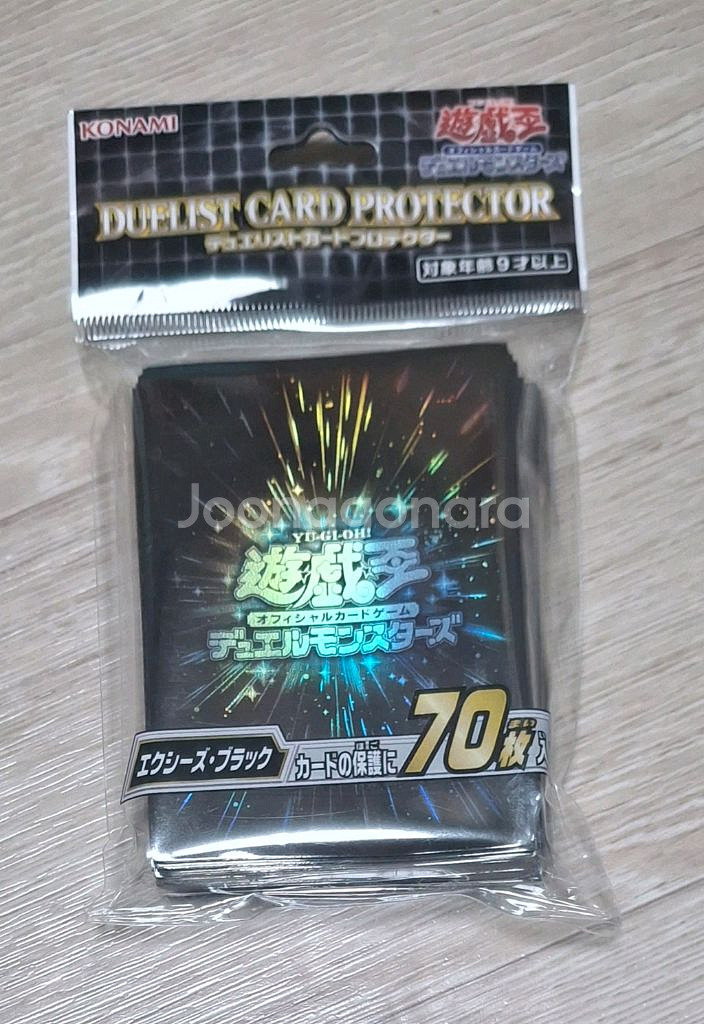 KONAMI
遊戯王
オフィシャルカードゲーム
デュエルモンスターズ
DUELIST CARD PROTECTOR
デュエリストカードプロテクター
対象年齢9才以上
Joonggonara
YU-GI-OH!
遊戯王
オフィシャルカードゲーム
デュエルモンスターズ
エクシーズ・ブラック
カードの保護に70枚入